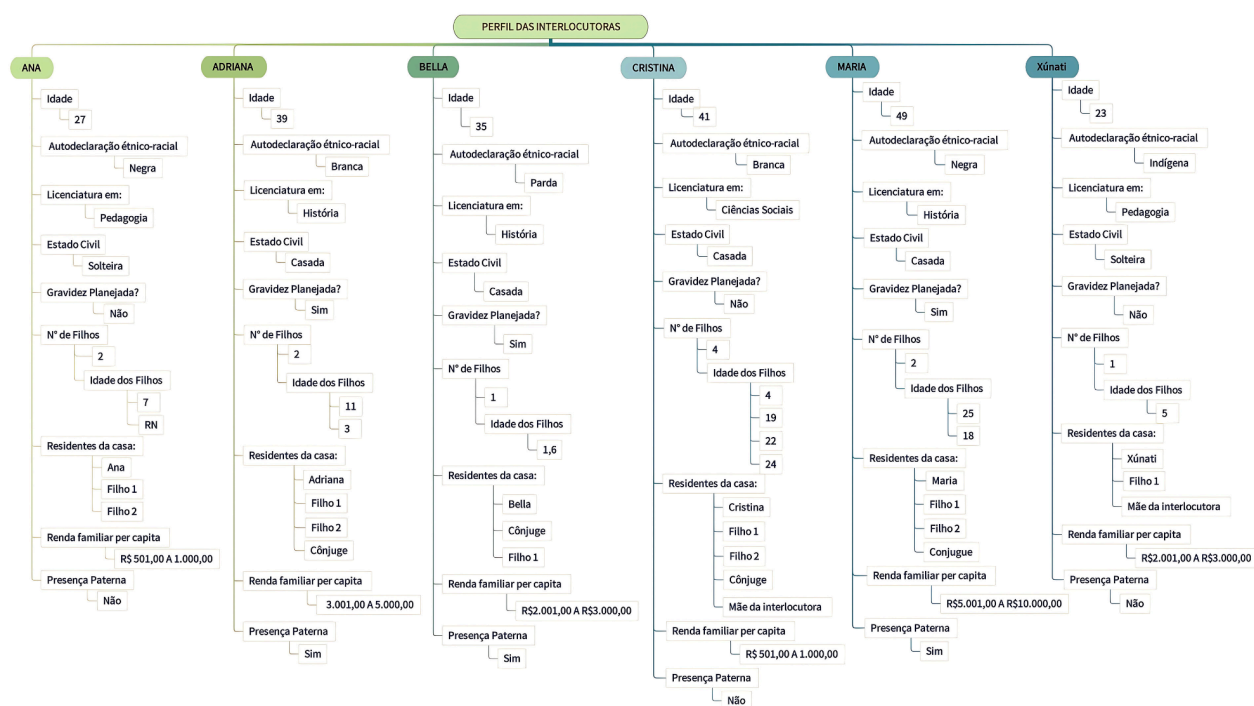 PERFIL DAS INTERLOCUTORAS
ANA
Idade
27
Autodeclaração étnico-racial
Negra
Licenciatura em:
Pedagogia
Estado Civil
Solteira
Gravidez Planejada?
Não
N° de Filhos
2
Idade dos Filhos
7
RN
Residentes da casa:
Ana
Filho 1
Filho 2
Renda familiar per capita
R$ 501,00 A 1.000,00
Presença Paterna
Não
ADRIANA
Idade
39
Autodeclaração étnico-racial
Branca
Licenciatura em:
História
Estado Civil
Casada
Gravidez Planejada?
Sim
N° de Filhos
2
Idade dos Filhos
11
3
Residentes da casa:
Adriana
Filho 1
Filho 2
Cônjuge
Renda familiar per capita
3.001,00 A 5.000,00
Presença Paterna
Sim
BELLA
Idade
35
Autodeclaração étnico-racial
Parda
Licenciatura em:
História
Estado Civil
Casada
Gravidez Planejada?
Sim
N° de Filhos
1
Idade dos Filhos
1,6
Residentes da casa:
Bella
Cônjuge
Filho 1
Renda familiar per capita
R$2.001,00 A R$3.000,00
Presença Paterna
Sim
CRISTINA
Idade
41
Autodeclaração étnico-racial
Branca
Licenciatura em:
Ciências Sociais
Estado Civil
Casada
Gravidez Planejada?
Não
N° de Filhos
4
Idade dos Filhos
4
19
22
24
Residentes da casa:
Cristina
Filho 1
Filho 2
Cônjuge
Mãe da interlocutora
Renda familiar per capita
R$ 501,00 A 1.000,00
Presença Paterna
Não
MARIA
Idade
49
Autodeclaração étnico-racial
Negra
Licenciatura em:
História
Estado Civil
Casada
Gravidez Planejada?
Sim
N° de Filhos
2
Idade dos Filhos
25
18
Residentes da casa:
Maria
Filho 1
Filho 2
Conjugue
Renda familiar per capita
R$5.001,00 A R$10.000,00
Presença Paterna
Sim
Xúnati
Idade
23
Autodeclaração étnico-racial
Indígena
Licenciatura em:
Pedagogia
Estado Civil
Solteira
Gravidez Planejada?
Não
N° de Filhos
1
Idade dos Filhos
5
Residentes da casa:
Xúnati
Filho 1
Mãe da interlocutora
Renda familiar per capita
R$2.001,00 A R$3.000,00
Presença Paterna
Não